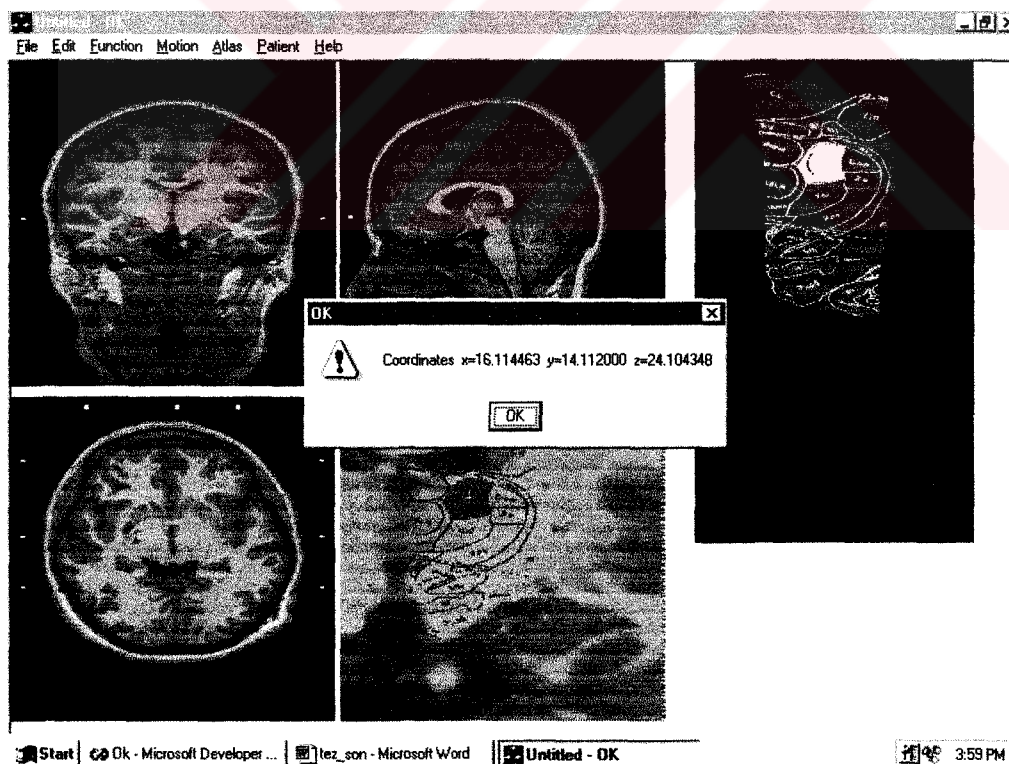 Untitled - OK
File Edit Function Motion Atlas Patient Help
OK
Coordinates x=16.114463 y=14.112000 z=24.104348
OK
Start Ok - Microsoft Developer ... tez_son - Microsoft Word Untitled - OK 3:59 PM